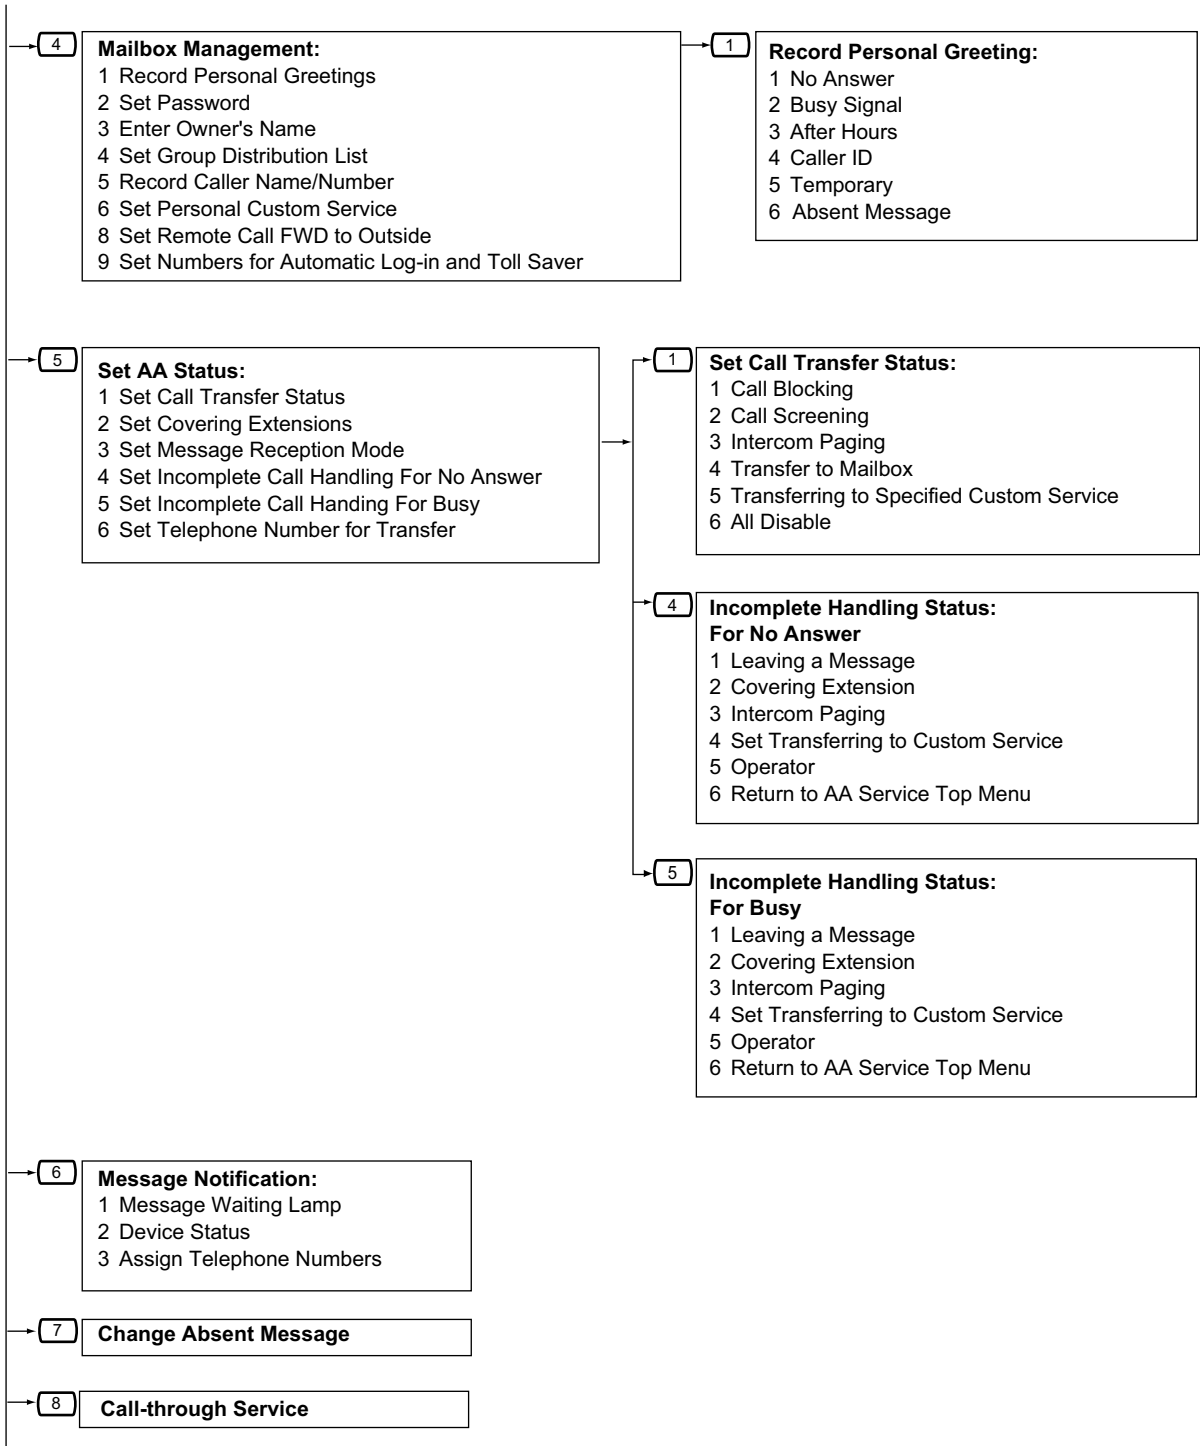 4
Mailbox Management:
1 Record Personal Greetings
2 Set Password
3 Enter Owner's Name
4 Set Group Distribution List
5 Record Caller Name/Number
6 Set Personal Custom Service
8 Set Remote Call FWD to Outside
9 Set Numbers for Automatic Log-in and Toll Saver
1
Record Personal Greeting:
1 No Answer
2 Busy Signal
3 After Hours
4 Caller ID
5 Temporary
6 Absent Message
5
Set AA Status:
1 Set Call Transfer Status
2 Set Covering Extensions
3 Set Message Reception Mode
4 Set Incomplete Call Handling For No Answer
5 Set Incomplete Call Handing For Busy
6 Set Telephone Number for Transfer
1
Set Call Transfer Status:
1 Call Blocking
2 Call Screening
3 Intercom Paging
4 Transfer to Mailbox
5 Transferring to Specified Custom Service
6 All Disable
4
Incomplete Handling Status:
For No Answer
1 Leaving a Message
2 Covering Extension
3 Intercom Paging
4 Set Transferring to Custom Service
5 Operator
6 Return to AA Service Top Menu
5
Incomplete Handling Status:
For Busy
1 Leaving a Message
2 Covering Extension
3 Intercom Paging
4 Set Transferring to Custom Service
5 Operator
6 Return to AA Service Top Menu
6
Message Notification:
1 Message Waiting Lamp
2 Device Status
3 Assign Telephone Numbers
7
Change Absent Message
8
Call-through Service